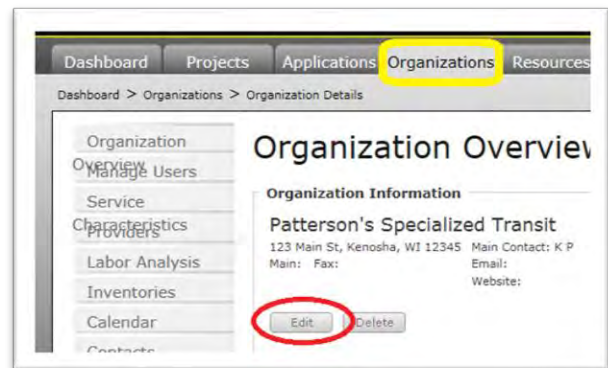 Dashboard Projects Applications Organizations Resources
Dashboard > Organizations > Organization Details
Organization
Overview
Manage Users
Service
Characteristics
Providers
Labor Analysis
Inventories
Calendar
Contacts
Organization Overview
Organization Information
Patterson's Specialized Transit
123 Main St, Kenosha, WI 12345 Main Contact: K P
Main: Fax: Email:
Website:
Edit Delete